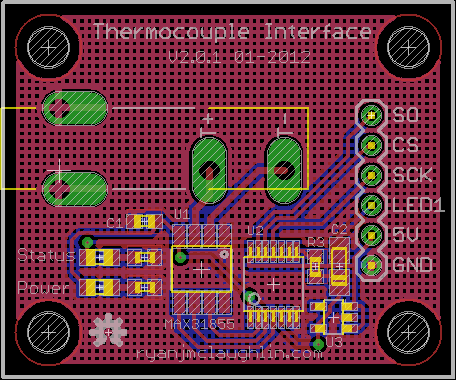 Thermocouple Interface
V2.0.1 01-2012
+ -
T T
SO
CS
SCK
LED1
5V
GND
C1
U1
U2
C2
R3
Status
Power
MAX31855
U3
ryanjmclaughlin.com